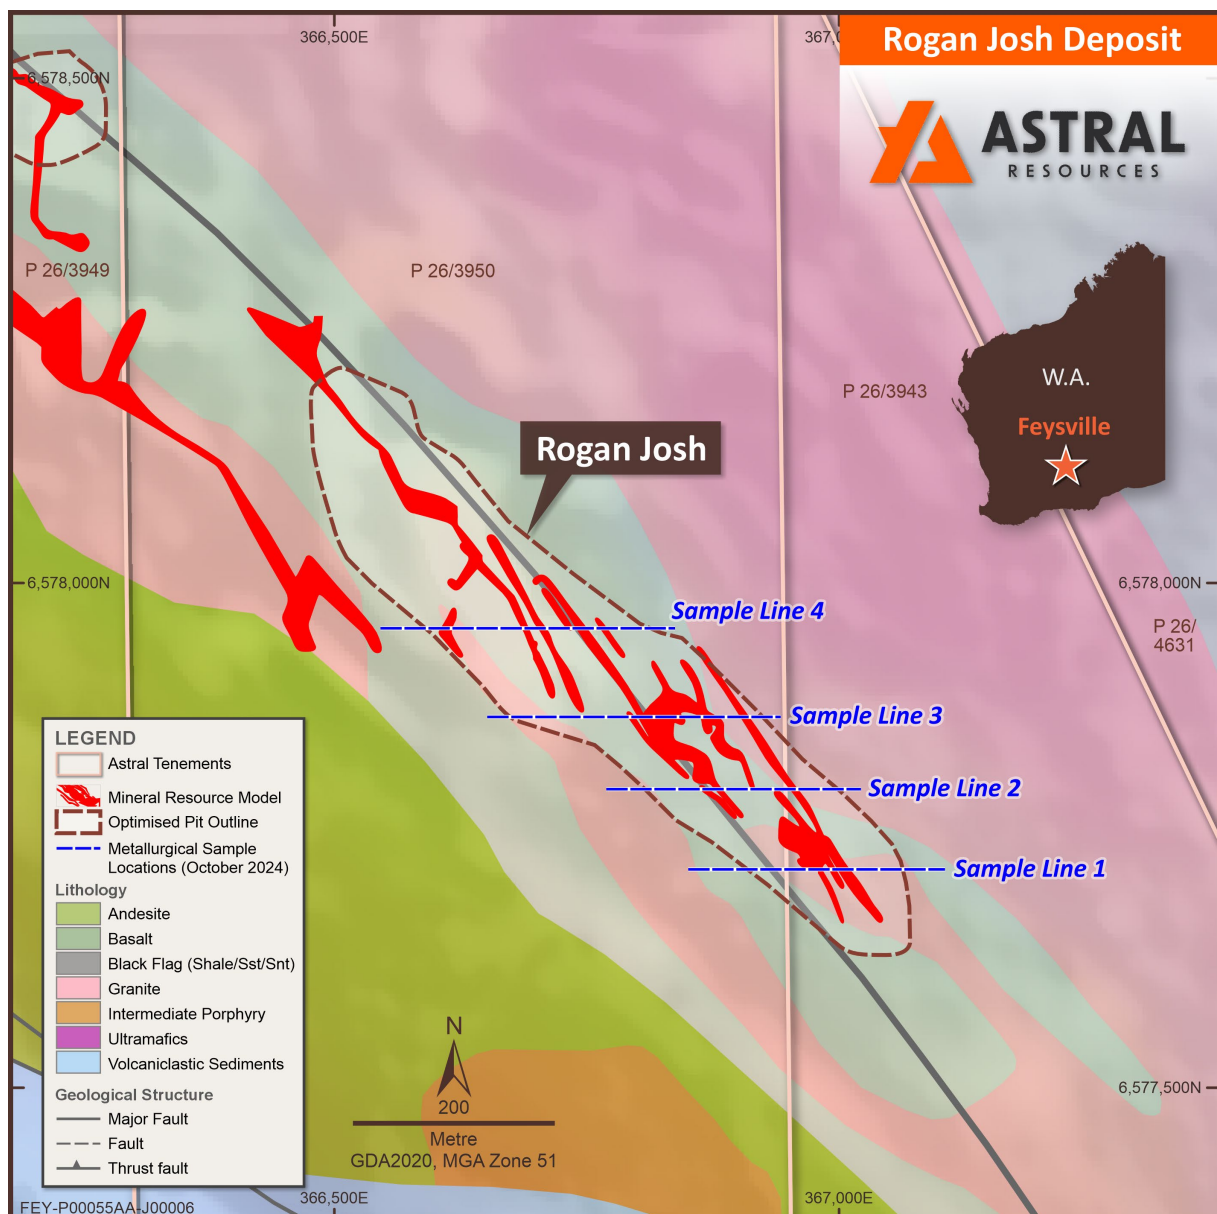 366,500E
367,0
Rogan Josh Deposit
6,578,500N
ASTRAL
RESOURCES
P 26/3949
P 26/3950
W.A.
P 26/3943
Feysville
Rogan Josh
6,578,000N
6,578,000N
Sample Line 4
P 26/
4631
Sample Line 3
Sample Line 2
Sample Line 1
LEGEND
Astral Tenements
Mineral Resource Model
Optimised Pit Outline
Metallurgical Sample
Locations (October 2024)
Lithology
Andesite
Basalt
Black Flag (Shale/Sst/Snt)
Granite
Intermediate Porphyry
Ultramafics
Volcaniclastic Sediments
Geological Structure
Major Fault
Fault
Thrust fault
N
200
Metre
GDA2020, MGA Zone 51
6,577,500N
366,500E
367,000E
FEY-P00055AA-J00006